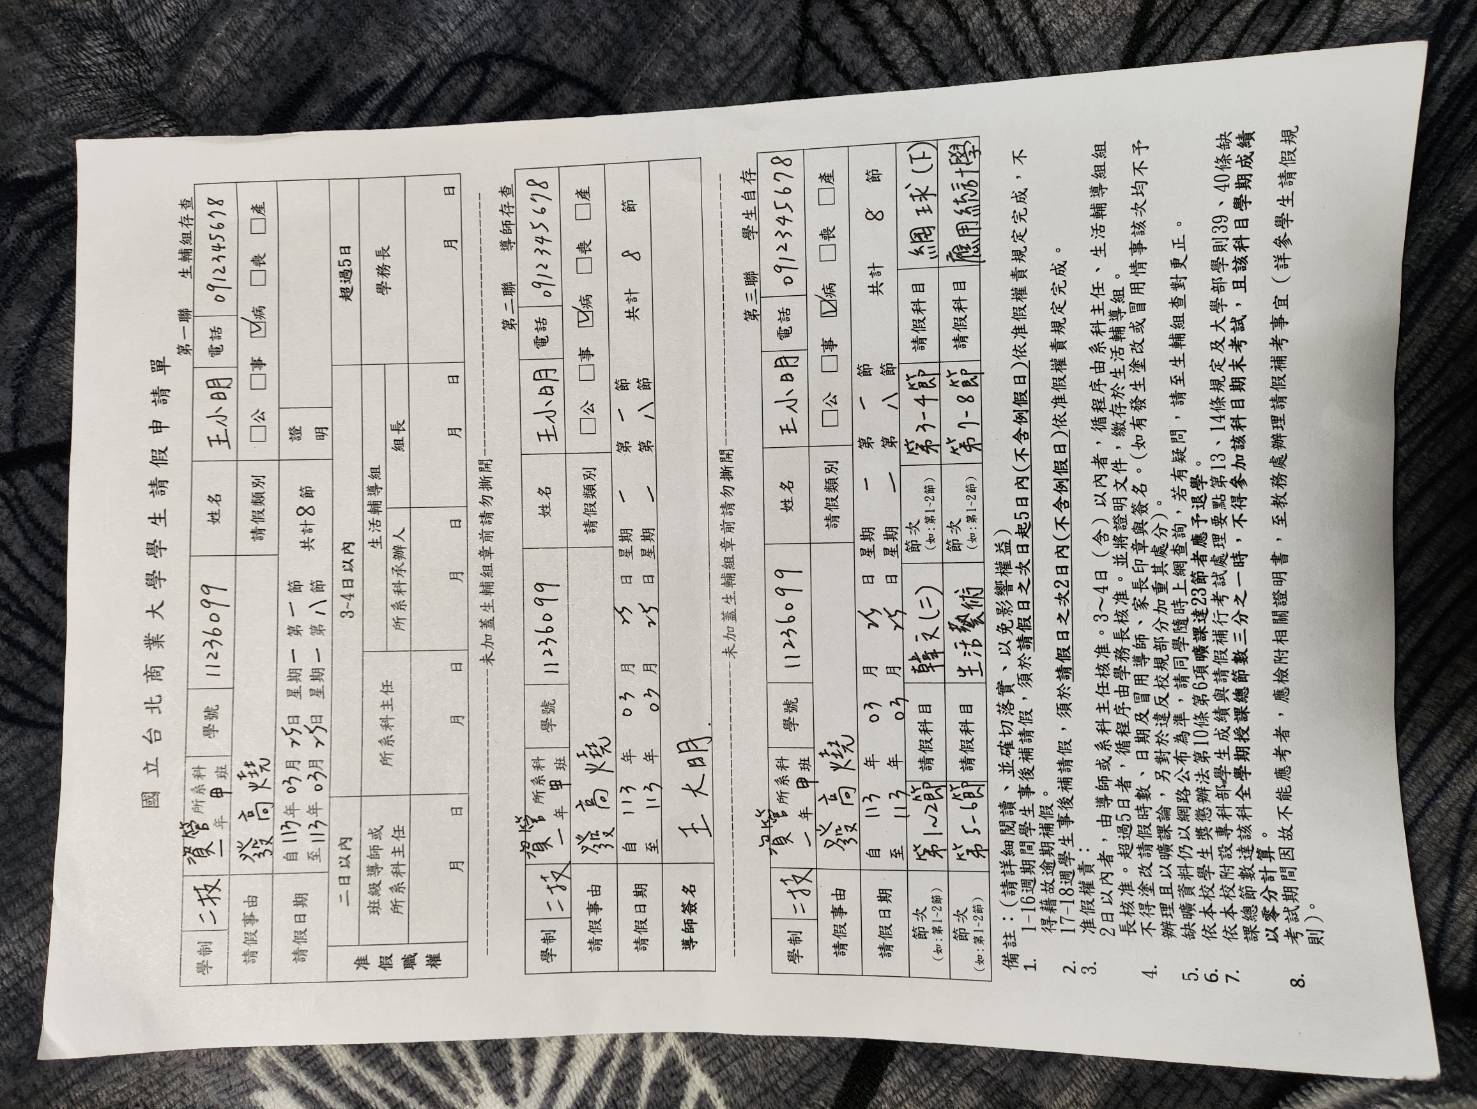 國立台北商業大學學生請假申請單
第一聯 生輔組存查
學制 二技 資管 所系科 一年甲班 學號 11236099 姓名 王小明 電話 0912345678
請假事由 發高燒 請假類別 □公 □事 ☑病 □喪 □產
請假日期 自113年03月25日 星期一 第一節 共計8節 證
至113年03月25日 星期一 第八節 明
准假職權 二日以內 3~4日以內 超過5日
班級導師或 所系科主任 生活輔導組 學務長
所系科主任 所系科承辦人 組長
月 日 月 日 月 日 月 日 月 日
未加蓋生輔組章前請勿撕開
第二聯 導師存查
學制 二技 資管 所系科 一年甲班 學號 11236099 姓名 王小明 電話 0912345678
請假事由 發高燒 請假類別 □公 □事 ☑病 □喪 □產
請假日期 自 113 年 03 月 25 日 星期 一 第 一 節 共計 8 節
至 113 年 03 月 25 日 星期 一 第 八 節
導師簽名 王大明.
未加蓋生輔組章前請勿撕開
第三聯 學生自存
學制 二技 資管 所系科 一年甲班 學號 11236099 姓名 王小明 電話 0912345678
請假事由 發高燒 請假類別 □公 □事 ☑病 □喪 □產
請假日期 自 113 年 03 月 25 日 星期 一 第 一 節 共計 8 節
至 113 年 03 月 25 日 星期 一 第 八 節
節次 第1~2節 請假科目 韓文(二) 節次 第3-4節 請假科目 網球(下)
(如:第1~2節) (如:第1~2節)
節次 第5-6節 請假科目 生活藝術 節次 第7-8節 請假科目 應用統計學
(如:第1~2節) (如:第1~2節)
備註：(請詳細閱讀、並確切落實、以免影響權益)
1. 1-16週期間學生事後補請假，須於請假日之次日起5日內(不含例假日)依准假權責規定完成，不
得藉故逾期補假。
2. 17-18週學生事後補請假，須於請假日之次2日內(不含例假日)依准假權責規定完成。
3. 准假權責：
2日以內者，由導師或系科主任核准。3～4日（含）以內者，循程序由系科主任、生活輔導組組
長核准。超過5日者，循程序由學務長核准。並將證明文件，繳存於生活輔導組。
4. 不得塗改請假時數、日期及冒用導師、家長印章與簽名。(如有發生塗改或冒用情事該次均不予
辦理且以曠課論，另對於違反校規部分加重其處分)。
5. 缺曠資料仍以網路公布為準，請同學隨時上網查詢，若有疑問，請至生輔組查對更正。
6. 依本校學生獎懲辦法第10條第6項曠課達23節者應予退學。
7. 依本校附設專科部學生成績與請假補行考試處理要點第13、14條規定及大學部學則39、40條缺
課總節數達該科全學期授課總節數三分之一時，不得參加該科目期末考試，且該科目學期成績
以零分計算。
8. 考試期間因故不能應考者，應檢附相關證明書，至教務處辦理請假補考事宜（詳參學生請假規
則）。